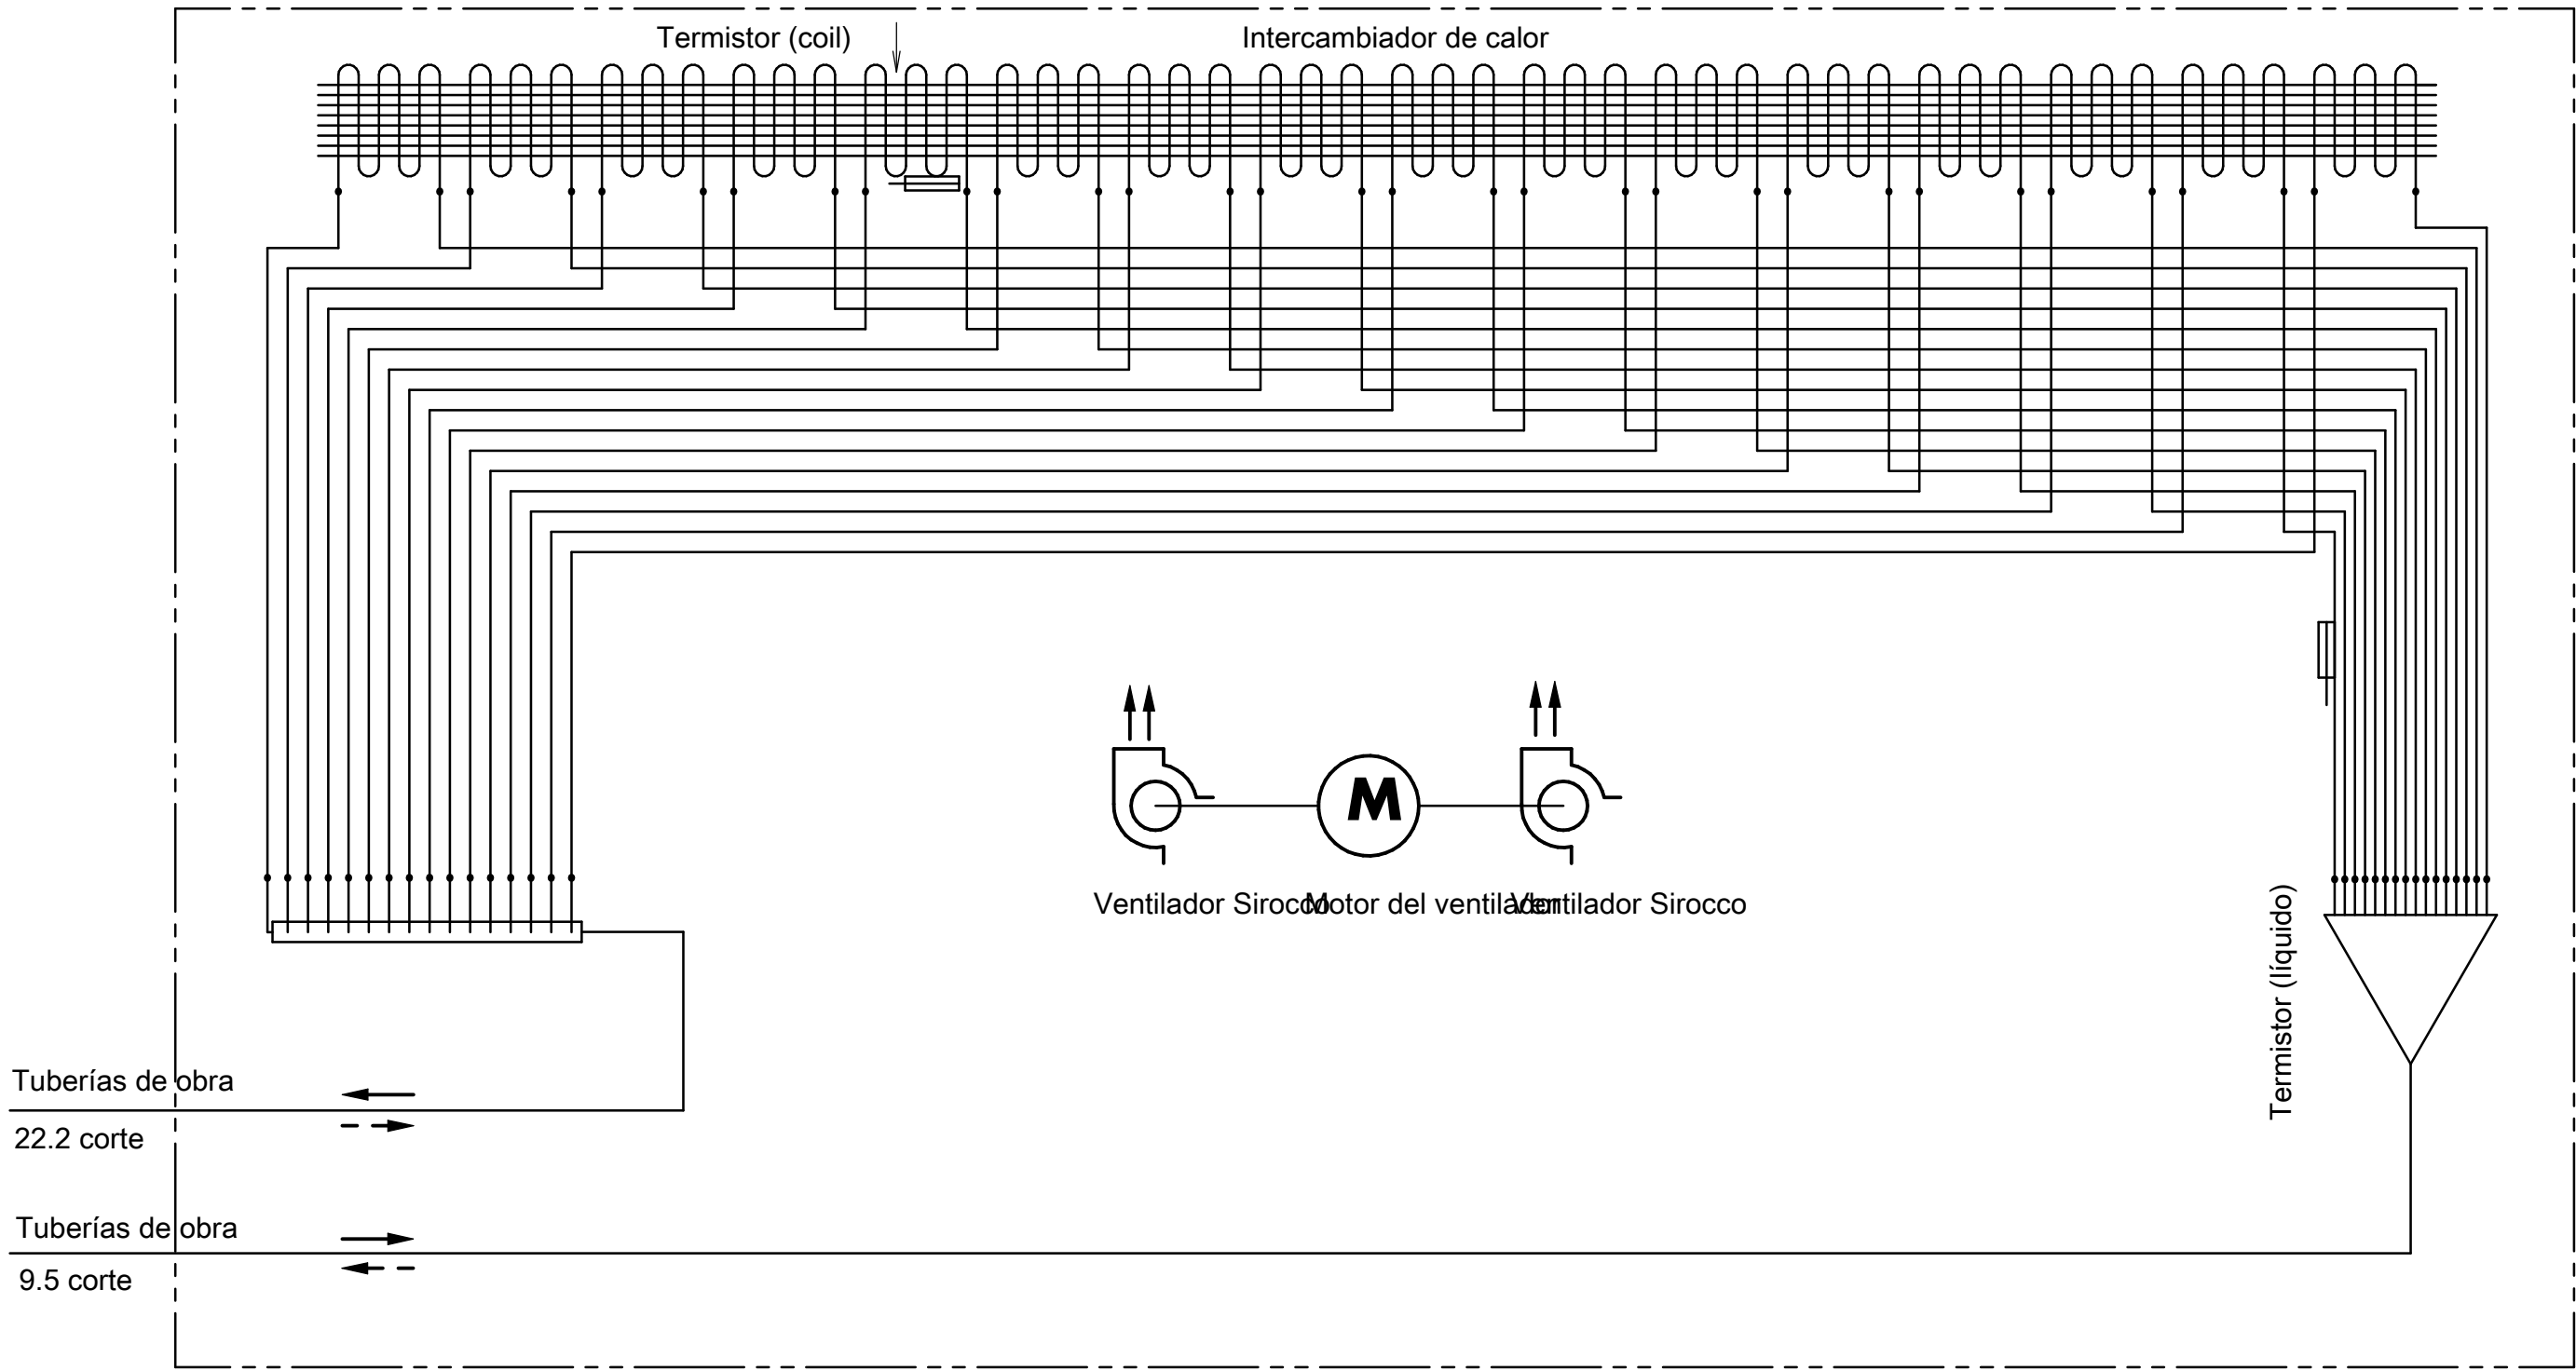 Termistor (coil)
Intercambiador de calor
M
Ventilador Sirocco
Motor del ventilador
Ventilador Sirocco
Termistor (líquido)
Tuberías de obra
22.2 corte
Tuberías de obra
9.5 corte